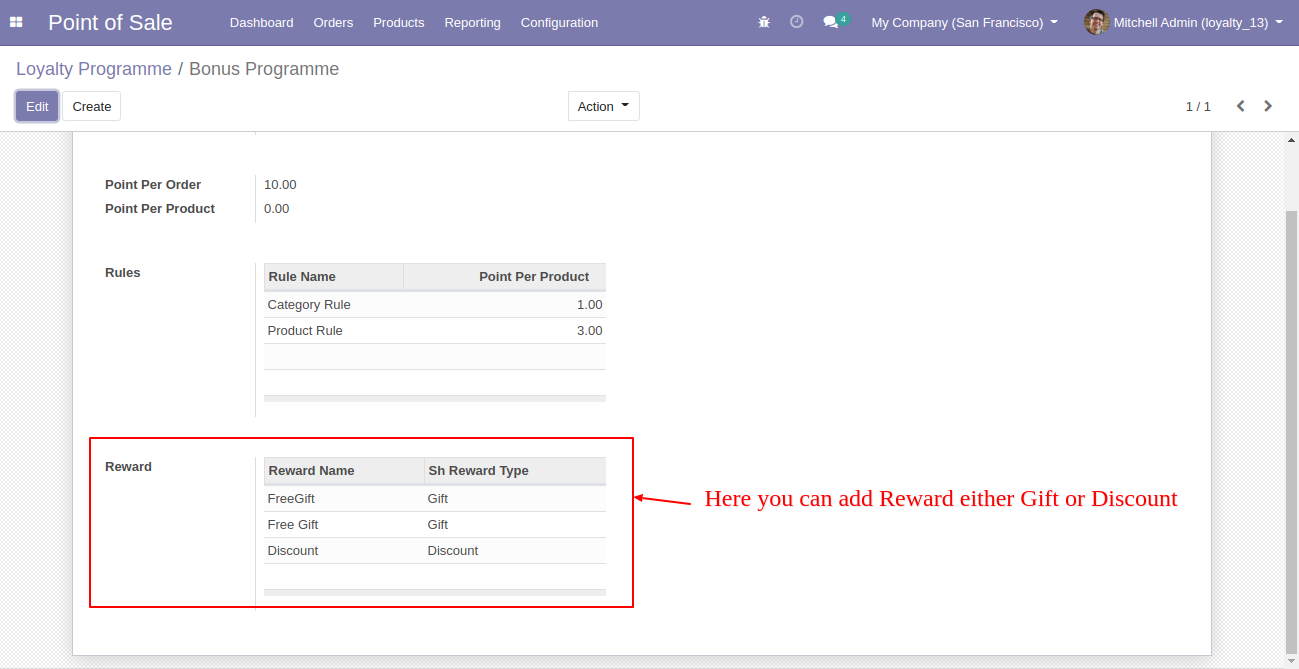 Point of Sale Dashboard Orders Products Reporting Configuration 4 My Company (San Francisco) Mitchell Admin (loyalty_13)
Loyalty Programme / Bonus Programme
Edit Create Action 1 / 1
Point Per Order 10.00
Point Per Product 0.00
Rules Rule Name Point Per Product
Category Rule 1.00
Product Rule 3.00
Reward Reward Name Sh Reward Type
FreeGift Gift
Free Gift Gift
Discount Discount
Here you can add Reward either Gift or Discount